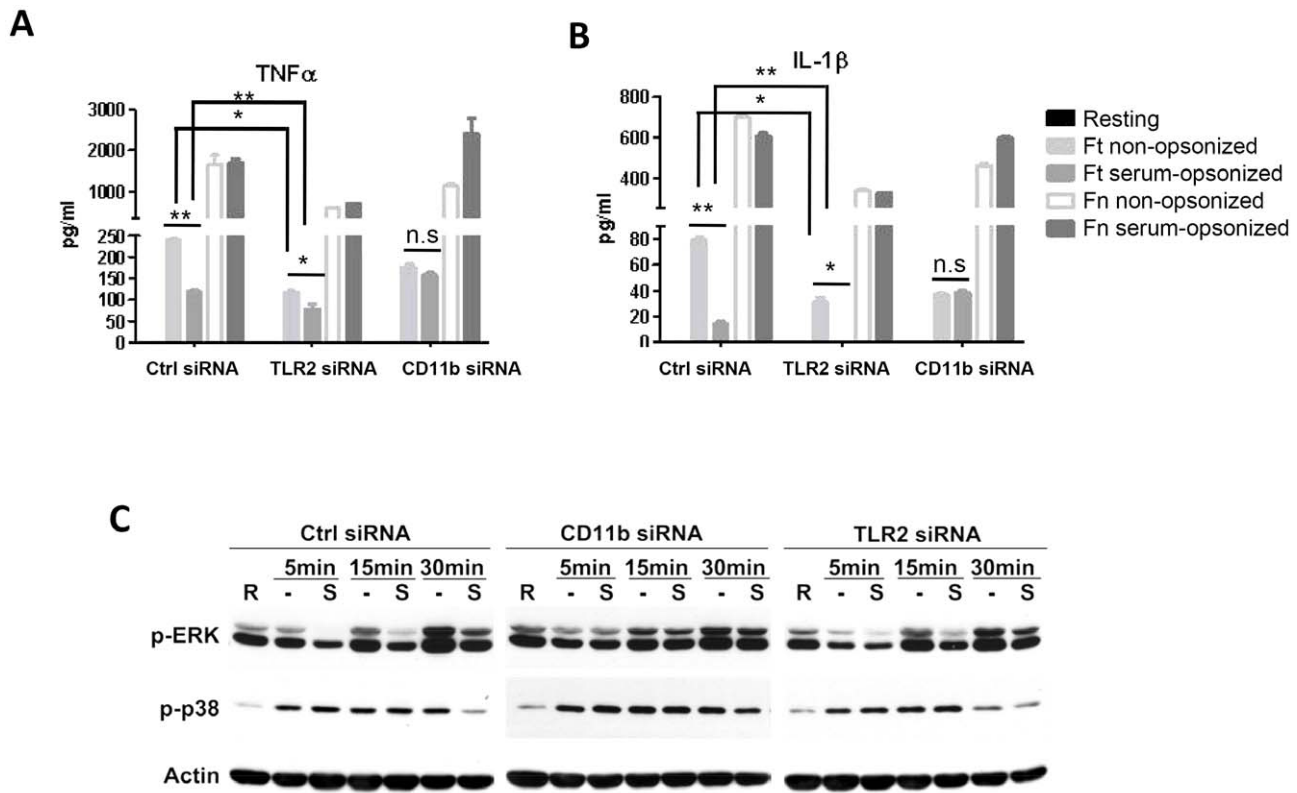 A
TNFα
3000
2000
1000
250
200
150
100
50
0
pg/ml
**
*
**
*
n.s
Ctrl siRNA TLR2 siRNA CD11b siRNA
B
IL-1β
800
600
400
80
60
40
20
0
pg/ml
**
*
**
*
n.s
Ctrl siRNA TLR2 siRNA CD11b siRNA
Resting
Ft non-opsonized
Ft serum-opsonized
Fn non-opsonized
Fn serum-opsonized
C
Ctrl siRNA CD11b siRNA TLR2 siRNA
5min 15min 30min 5min 15min 30min 5min 15min 30min
R - S - S - S R - S - S - S R - S - S - S
p-ERK
p-p38
Actin